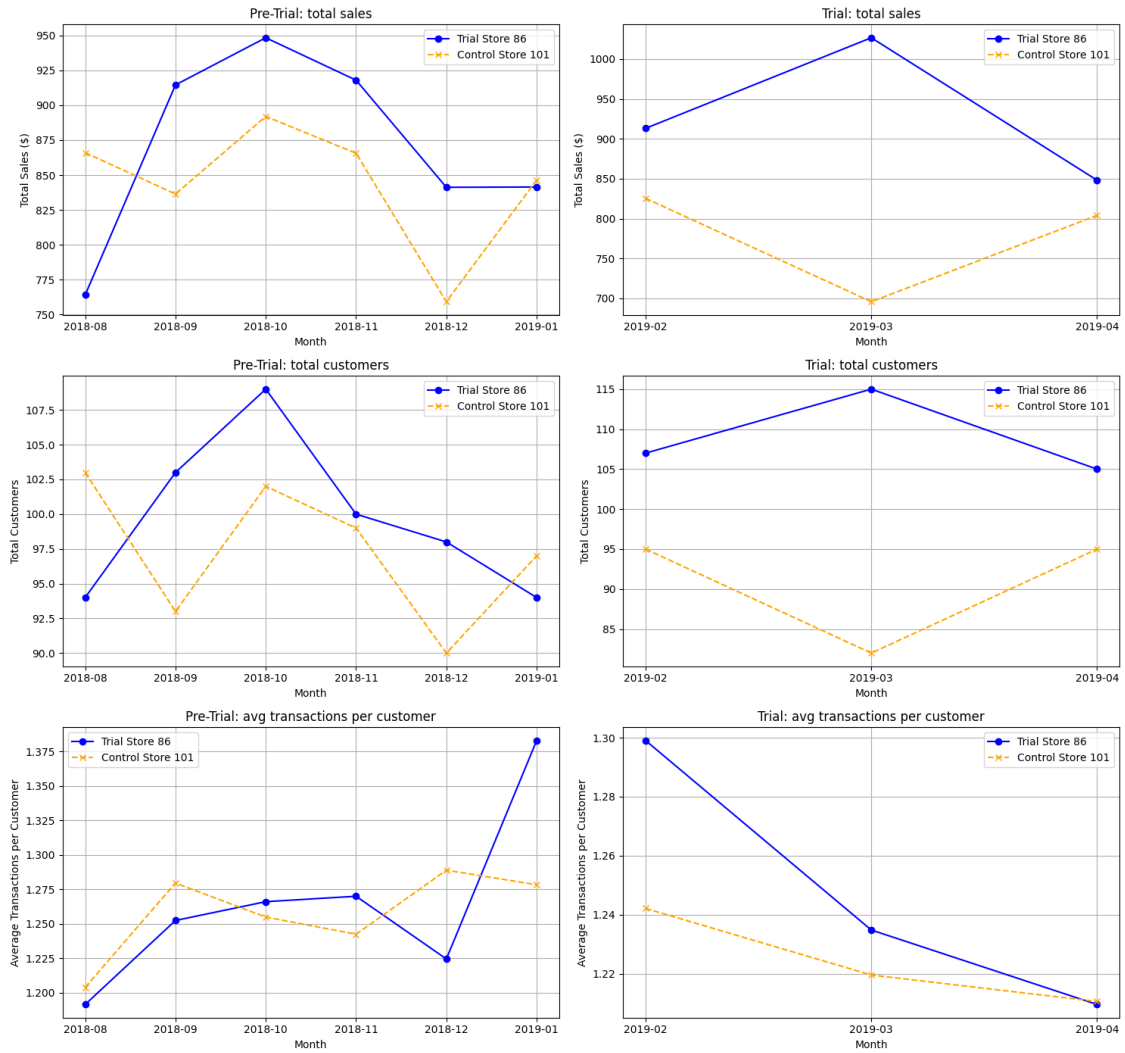 Pre-Trial: total sales
950
925
900
875
850
825
800
775
750
Total Sales ($)
Trial Store 86
Control Store 101
2018-08 2018-09 2018-10 2018-11 2018-12 2019-01
Month
Trial: total sales
1000
950
900
850
800
750
700
Total Sales ($)
Trial Store 86
Control Store 101
2019-02 2019-03 2019-04
Month
Pre-Trial: total customers
107.5
105.0
102.5
100.0
97.5
95.0
92.5
90.0
Total Customers
Trial Store 86
Control Store 101
2018-08 2018-09 2018-10 2018-11 2018-12 2019-01
Month
Trial: total customers
115
110
105
100
95
90
85
Total Customers
Trial Store 86
Control Store 101
2019-02 2019-03 2019-04
Month
Pre-Trial: avg transactions per customer
1.375
1.350
1.325
1.300
1.275
1.250
1.225
1.200
Average Transactions per Customer
Trial Store 86
Control Store 101
2018-08 2018-09 2018-10 2018-11 2018-12 2019-01
Month
Trial: avg transactions per customer
1.30
1.28
1.26
1.24
1.22
Average Transactions per Customer
Trial Store 86
Control Store 101
2019-02 2019-03 2019-04
Month